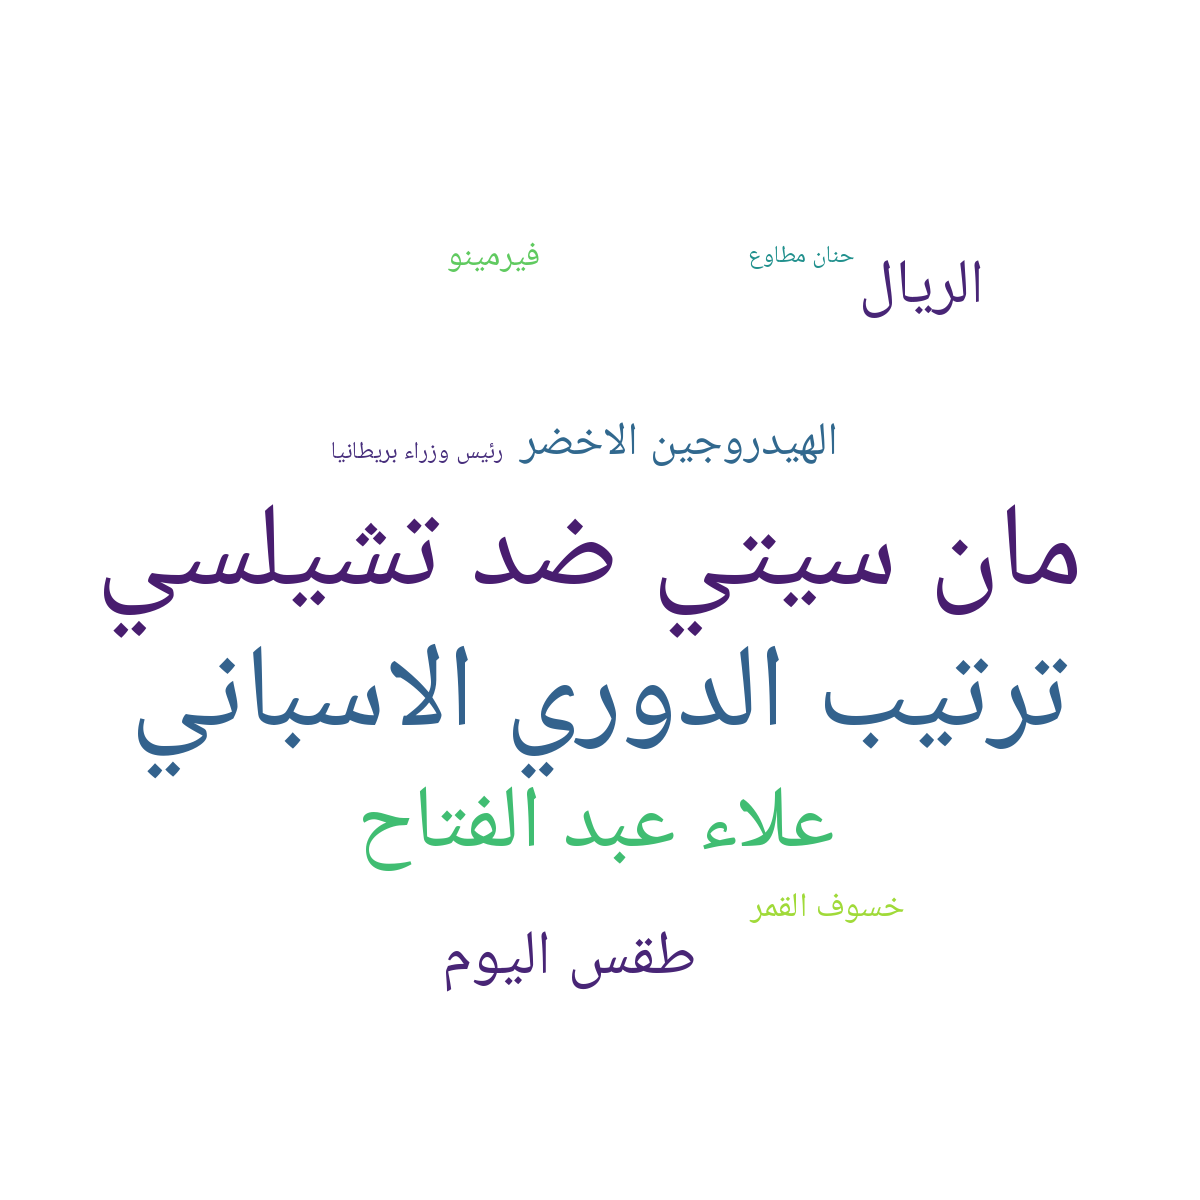 حنان مطاوع
فيرمينو
الريال
الهيدروجين الاخضر
رئيس وزراء بريطانيا
مان سيتي ضد تشيلسي
ترتيب الدوري الاسباني
علاء عبد الفتاح
خسوف القمر
طقس اليوم